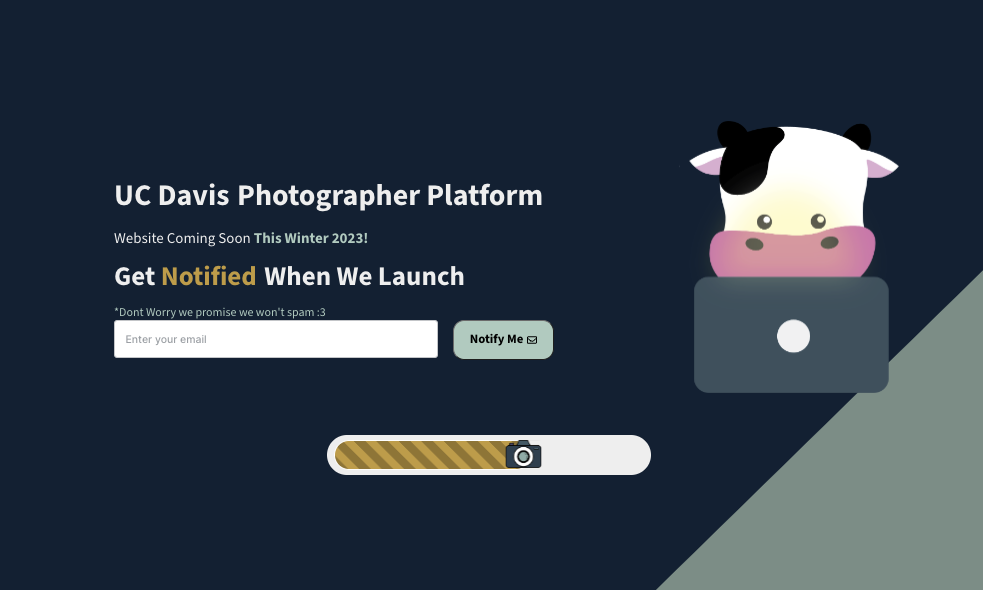 UC Davis Photographer Platform
Website Coming Soon This Winter 2023!
Get Notified When We Launch
*Dont Worry we promise we won't spam :3
Enter your email
Notify Me